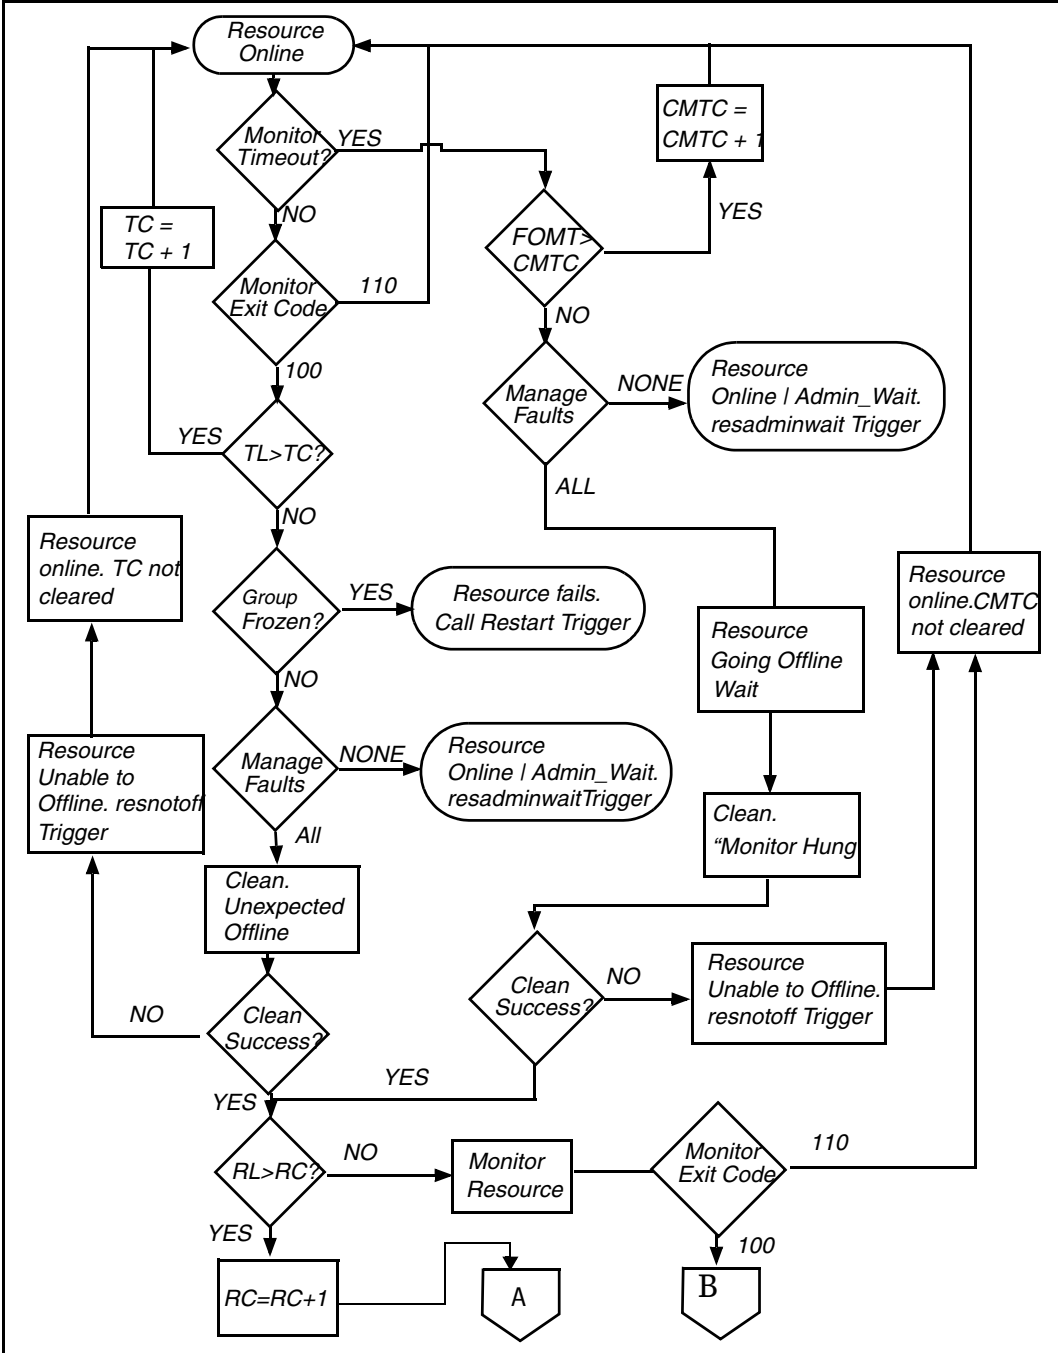 Resource
Online
Monitor
Timeout?
YES
CMTC =
CMTC + 1
YES
NO
TC =
TC + 1
FOMT>
CMTC
Monitor
Exit Code
110
NO
100
Manage
Faults
NONE
Resource
Online | Admin_Wait.
resadminwait Trigger
YES
TL>TC?
ALL
NO
Resource
online. TC not
cleared
Group
Frozen?
YES
Resource fails.
Call Restart Trigger
Resource
online.CMTC
not cleared
Resource
Going Offline
Wait
NO
Resource
Unable to
Offline. resnotoff
Trigger
Manage
Faults
NONE
Resource
Online | Admin_Wait.
resadminwaitTrigger
All
Clean.
“Monitor Hung
Clean.
Unexpected
Offline
Clean
Success?
NO
Resource
Unable to Offline.
resnotoff Trigger
NO
Clean
Success?
YES
YES
RL>RC?
NO
Monitor
Resource
Monitor
Exit Code
110
YES
100
RC=RC+1
A
B